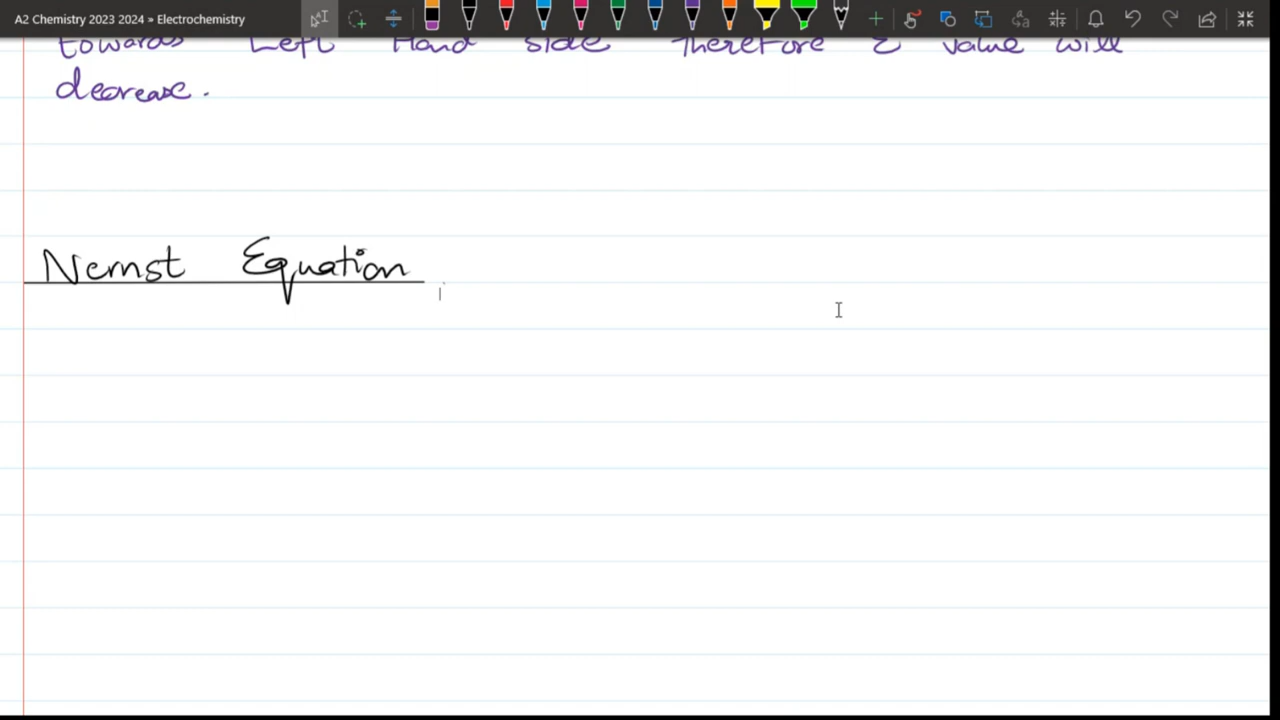 A2 Chemistry 2023 2024 » Electrochemistry
towards Left Hand side Therefore E value will
decrease.
Nernst Equation